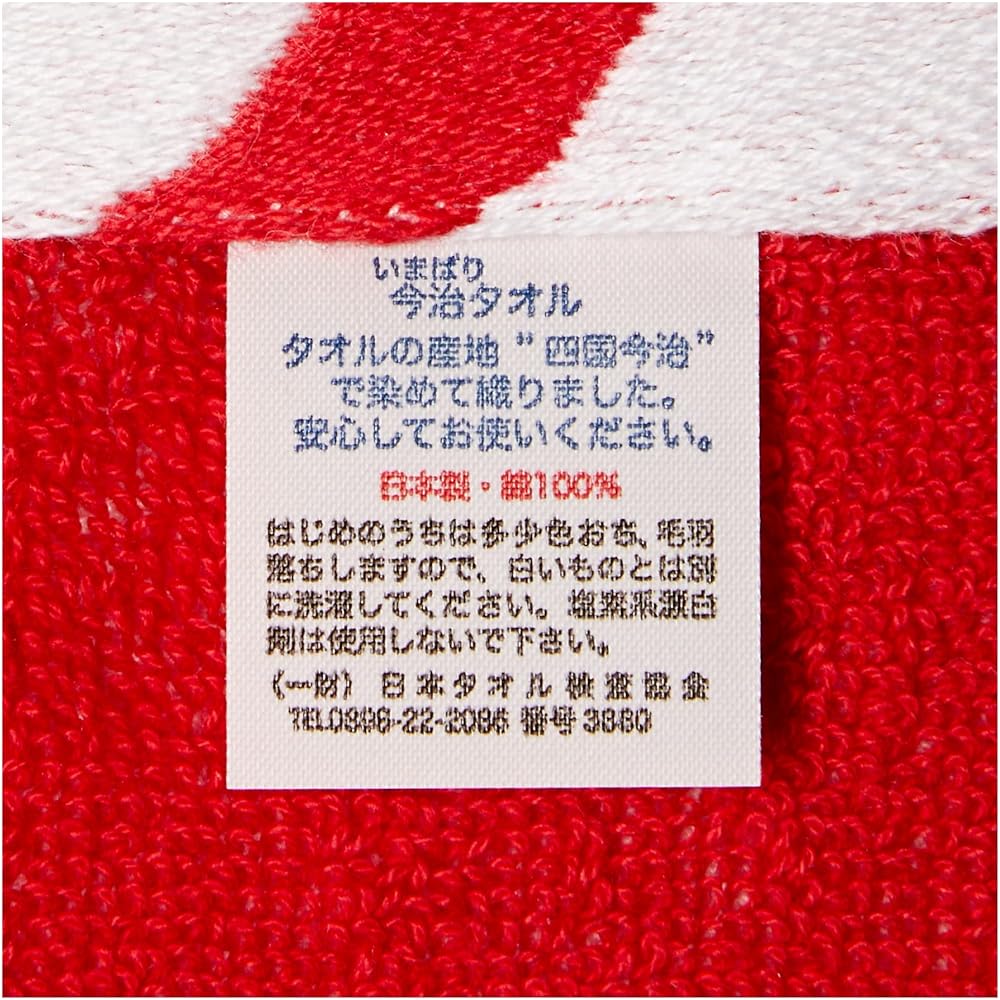 いまばり
今治タオル
タオルの産地 "四国今治"
で染めて織りました。
安心してお使いください。
日本製・綿100%
はじめのうちは多少色おち、毛羽
落ちしますので、白いものとは別
に洗濯してください。塩素系漂白
剤は使用しないで下さい。
(一財) 日本タオル検査協会
TEL0896-22-2086 番号3880